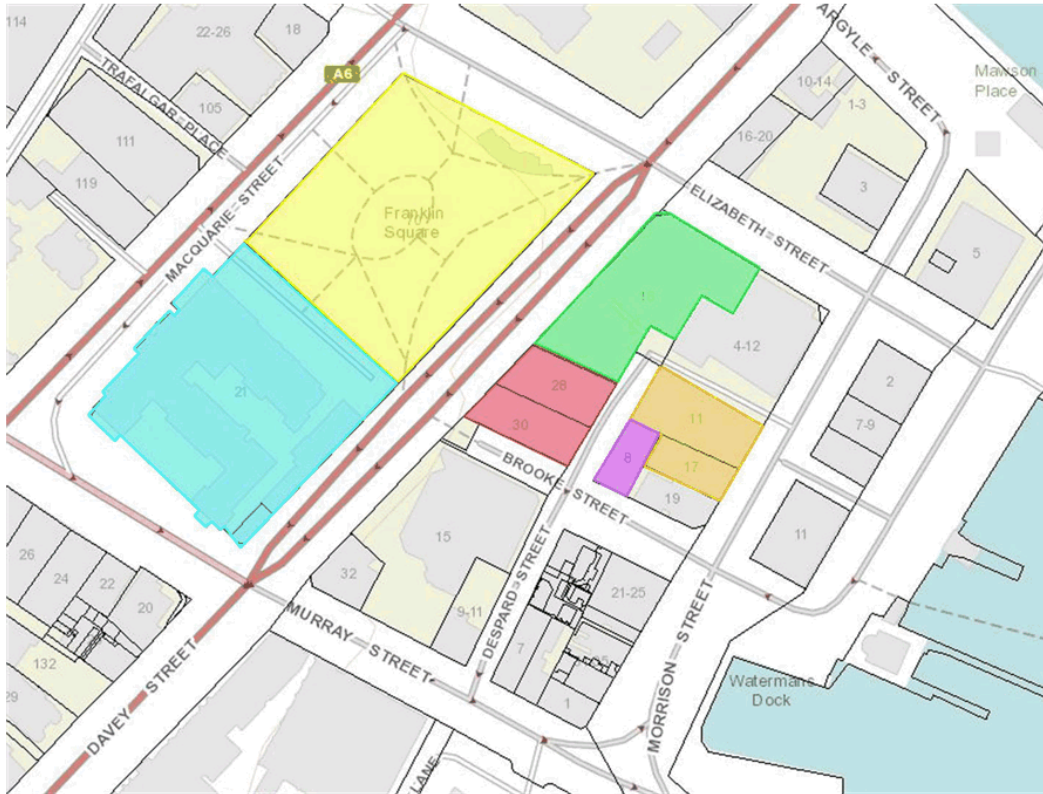 114
22-26
18
ARGYLE STREET
A6
Mawson
Place
TRAFALGAR PLACE
105
10-14
1-3
111
16-20
119
3
MACQUARIE STREET
Franklin
Square
ELIZABETH STREET
5
4-12
2
28
7-9
21
11
30
8
17
BROOKE STREET
19
15
11
26
24
22
20
32
21-25
DESPARD STREET
9-11
MURRAY STREET
7
MORRISON STREET
132
29
Watermans
Dock
1
DAVEY STREET
LANE